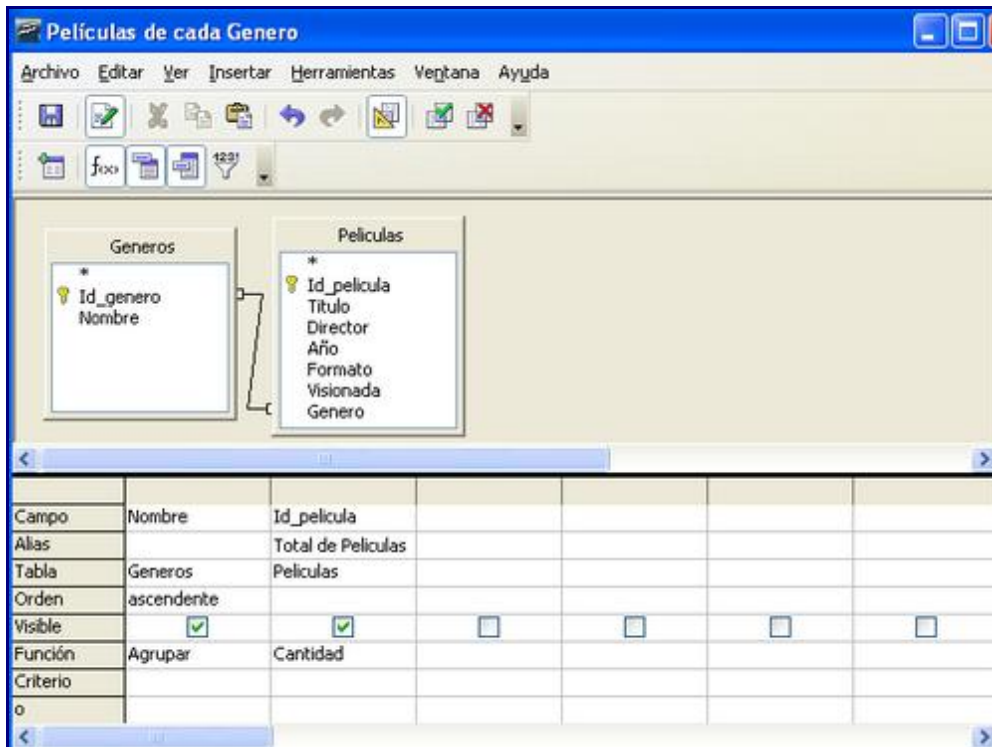 Películas de cada Genero
Archivo Editar Ver Insertar Herramientas Ventana Ayuda
f(x) 123!
Generos
*
Id_genero
Nombre
Peliculas
*
Id_pelicula
Titulo
Director
Año
Formato
Visionada
Genero
Campo Nombre Id_pelicula
Alias Total de Peliculas
Tabla Generos Peliculas
Orden ascendente
Visible
Función Agrupar Cantidad
Criterio
o